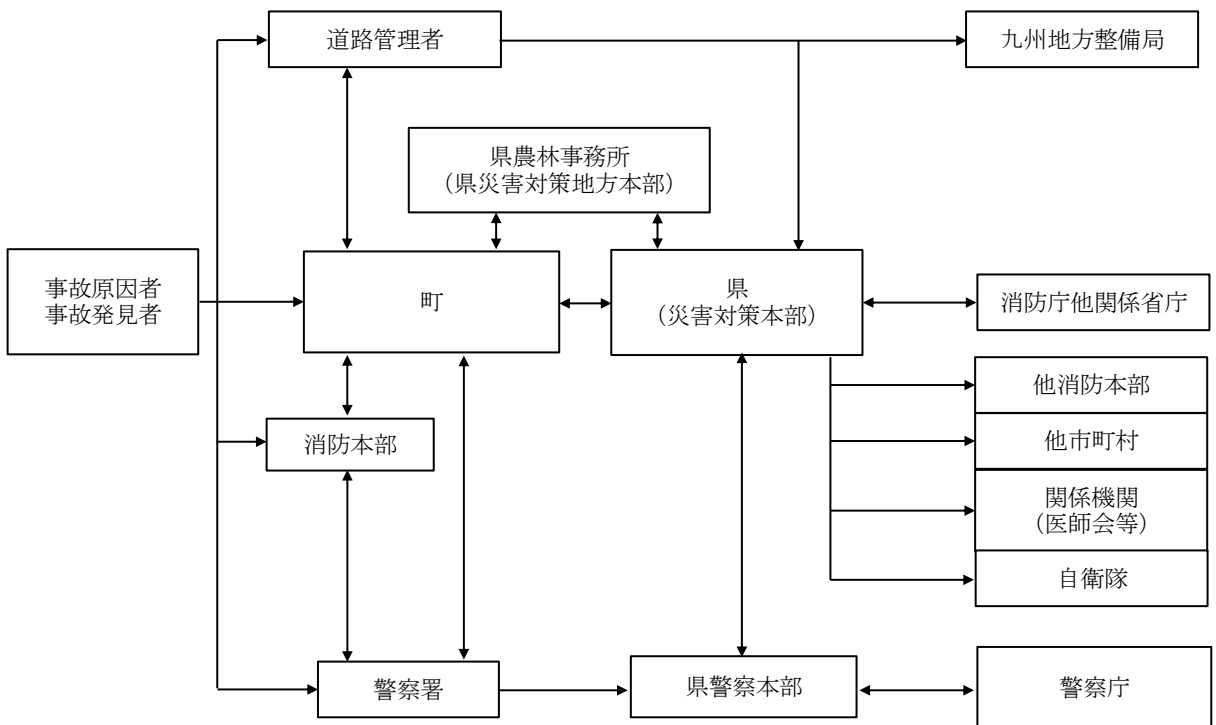 道路管理者
九州地方整備局
県農林事務所
（県災害対策地方本部）
事故原因者
事故発見者
町
県
（災害対策本部）
消防庁他関係省庁
他消防本部
消防本部
他市町村
関係機関
（医師会等）
自衛隊
警察署
県警察本部
警察庁